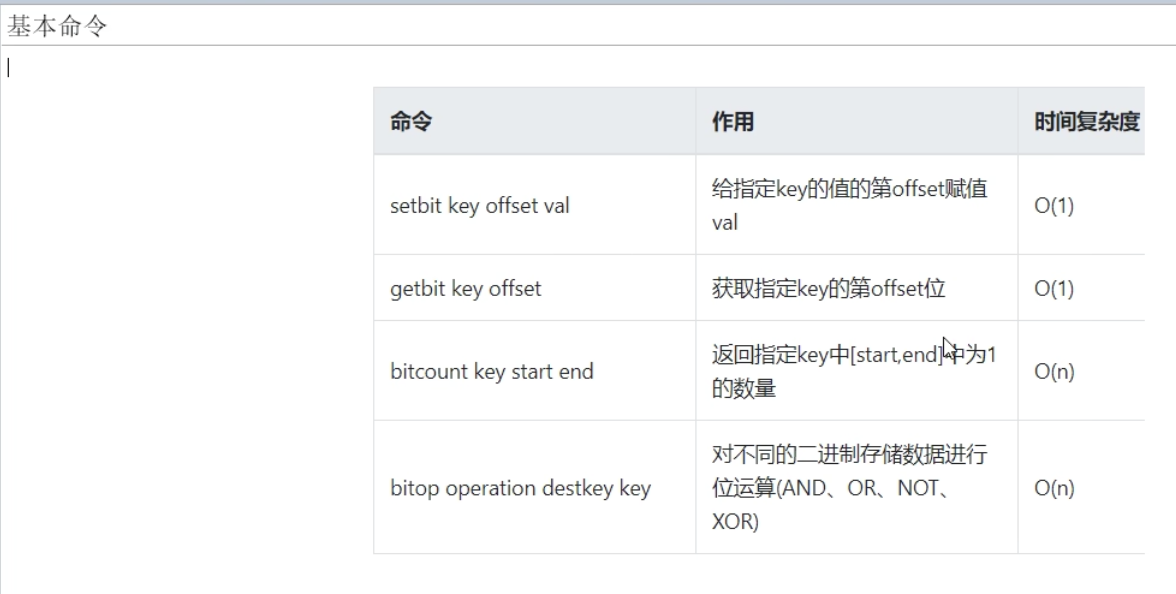 基本命令
命令 作用 时间复杂度
setbit key offset val
给指定key的值的第offset赋值
val
O(1)
getbit key offset 获取指定key的第offset位 O(1)
bitcount key start end
返回指定key中[start,end]中为1
的数量
O(n)
bitop operation destkey key
对不同的二进制存储数据进行
位运算(AND、OR、NOT、
XOR)
O(n)